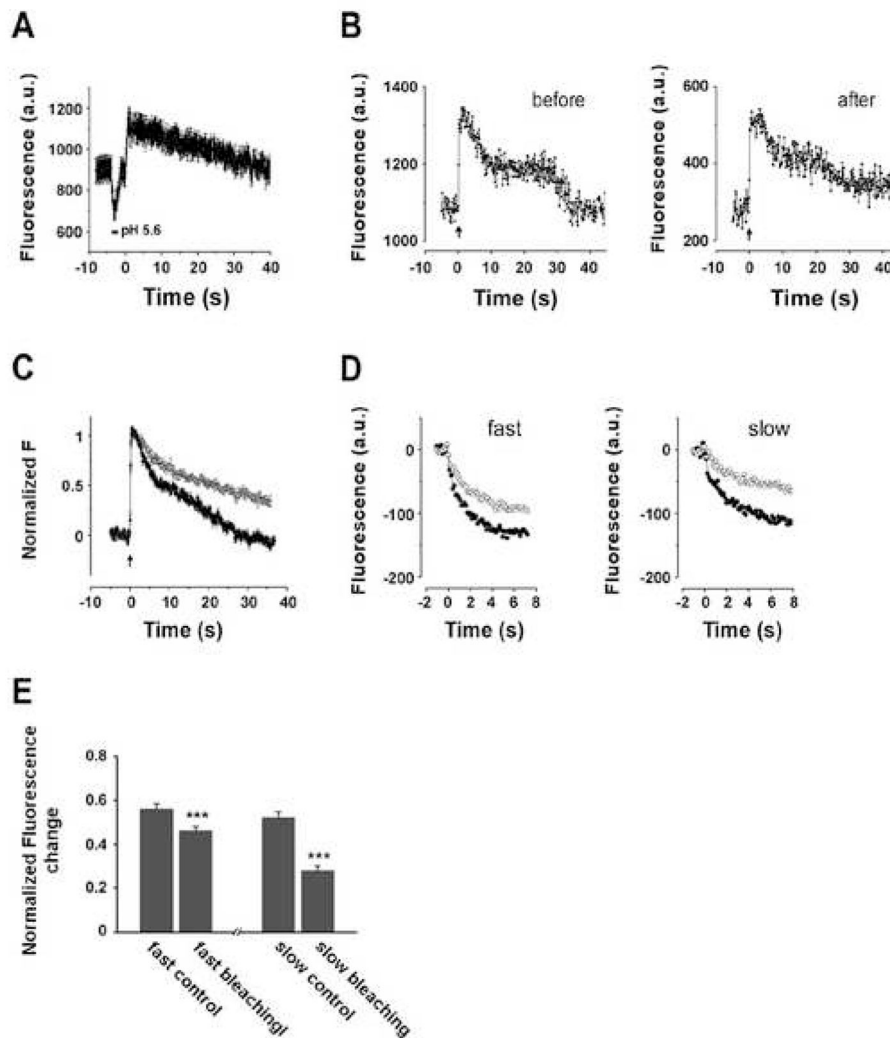 A
Fluorescence (a.u.)
1200
1000
800
600
pH 5.6
-10 0 10 20 30 40
Time (s)
B
Fluorescence (a.u.)
1400
1200
1000
before
-10 0 10 20 30 40
Time (s)
Fluorescence (a.u.)
600
400
200
after
-10 0 10 20 30 40
Time (s)
C
Normalized F
1
0.5
0
-10 0 10 20 30 40
Time (s)
D
Fluorescence (a.u.)
0
-100
-200
fast
-2 0 2 4 6 8
Time (s)
Fluorescence (a.u.)
0
-100
-200
slow
-2 0 2 4 6 8
Time (s)
E
Normalized Fluorescence
change
0.8
0.6
0.4
0.2
0
***
***
fast control
fast bleachingl
slow control
slow bleaching